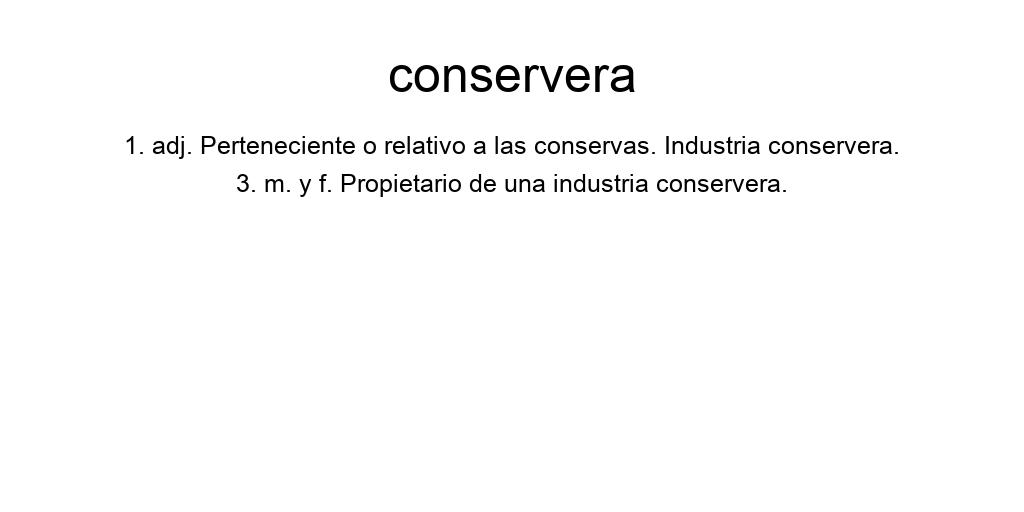 conservera
1. adj. Perteneciente o relativo a las conservas. Industria conservera.
3. m. y f. Propietario de una industria conservera.